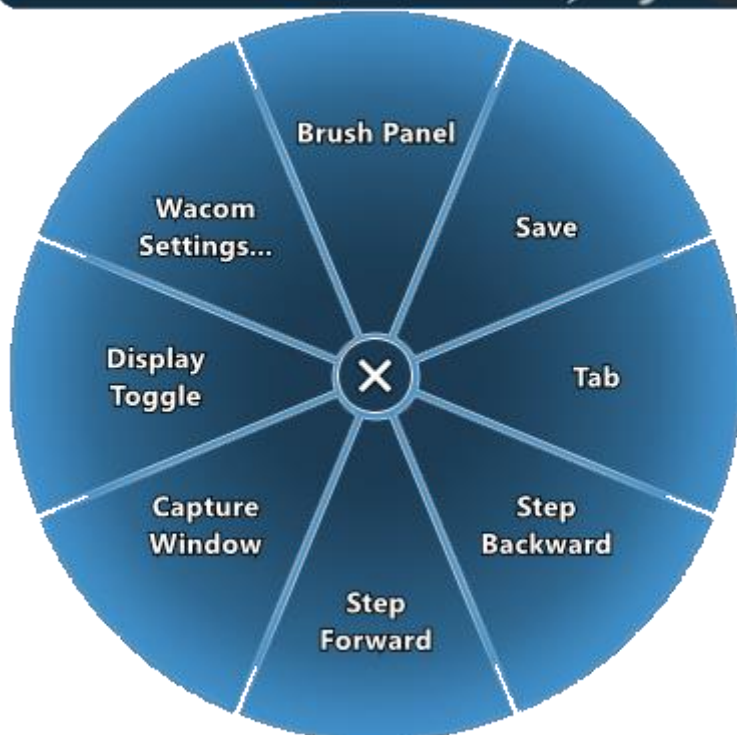 Brush Panel
Save
Tab
Step
Backward
Step
Forward
Capture
Window
Display
Toggle
Wacom
Settings...